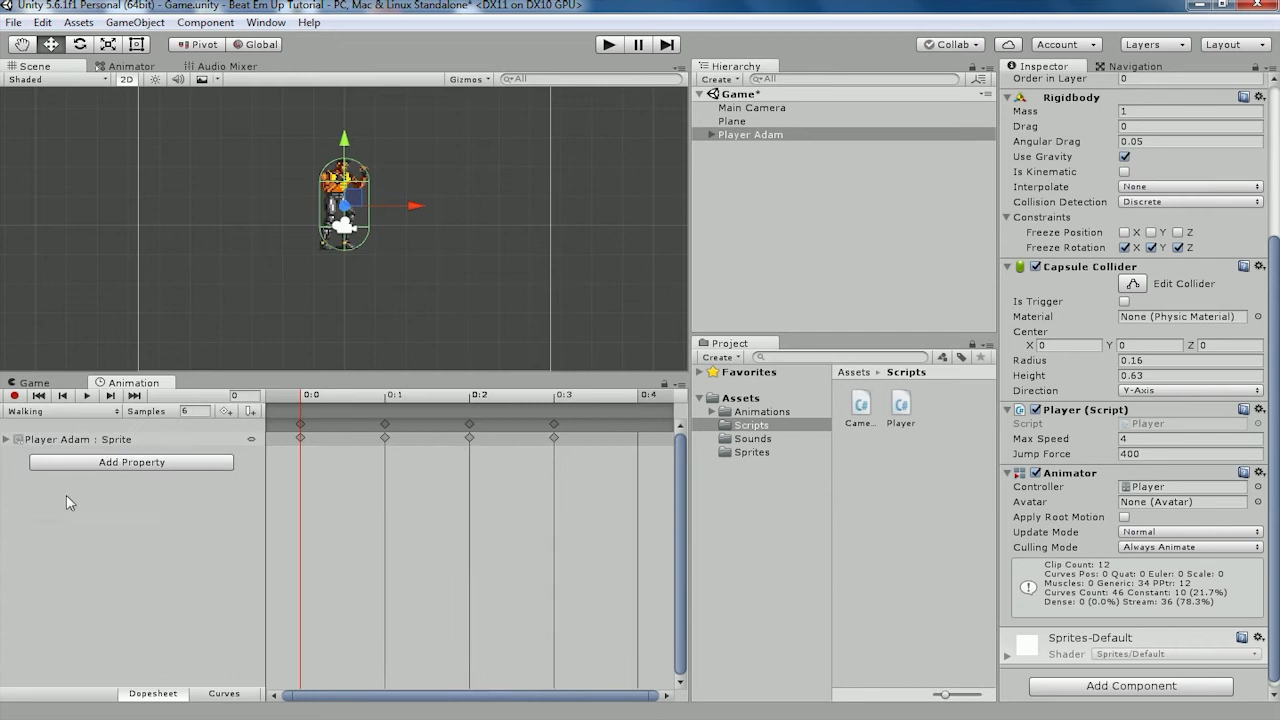 Unity 5.6.1f1 Personal (64bit) - Game.unity - Beat Em Up Tutorial - PC, Mac & Linux Standalone* <DX11 on DX10 GPU>
File Edit Assets GameObject Component Window Help
Pivot Global Collab Account Layers Layout
Scene Animator Audio Mixer
Shaded 2D Gizmos All
Hierarchy
Create All
Game*
Main Camera
Plane
Player Adam
Inspector Navigation
Order in Layer 0
Rigidbody
Mass 1
Drag 0
Angular Drag 0.05
Use Gravity
Is Kinematic
Interpolate None
Collision Detection Discrete
Constraints
Freeze Position X Y Z
Freeze Rotation X Y Z
Capsule Collider
Edit Collider
Is Trigger
Material None (Physic Material)
Center
X 0 Y 0 Z 0
Radius 0.16
Height 0.63
Direction Y-Axis
Player (Script)
Script Player
Max Speed 4
Jump Force 400
Animator
Controller Player
Avatar None (Avatar)
Apply Root Motion
Update Mode Normal
Culling Mode Always Animate
Clip Count: 12
Curves Pos: 0 Quat: 0 Euler: 0 Scale: 0
Muscles: 0 Generic: 34 PPtr: 12
Curves Count: 46 Constant: 10 (21.7%)
Dense: 0 (0.0%) Stream: 36 (78.3%)
Sprites-Default
Shader Sprites/Default
Add Component
Project
Create
Favorites
Assets
Animations
Scripts
Sounds
Sprites
Assets Scripts
Came... Player
Game Animation
0 0:0 0:1 0:2 0:3 0:4
Walking Samples 6
Player Adam : Sprite
Add Property
Dopesheet Curves